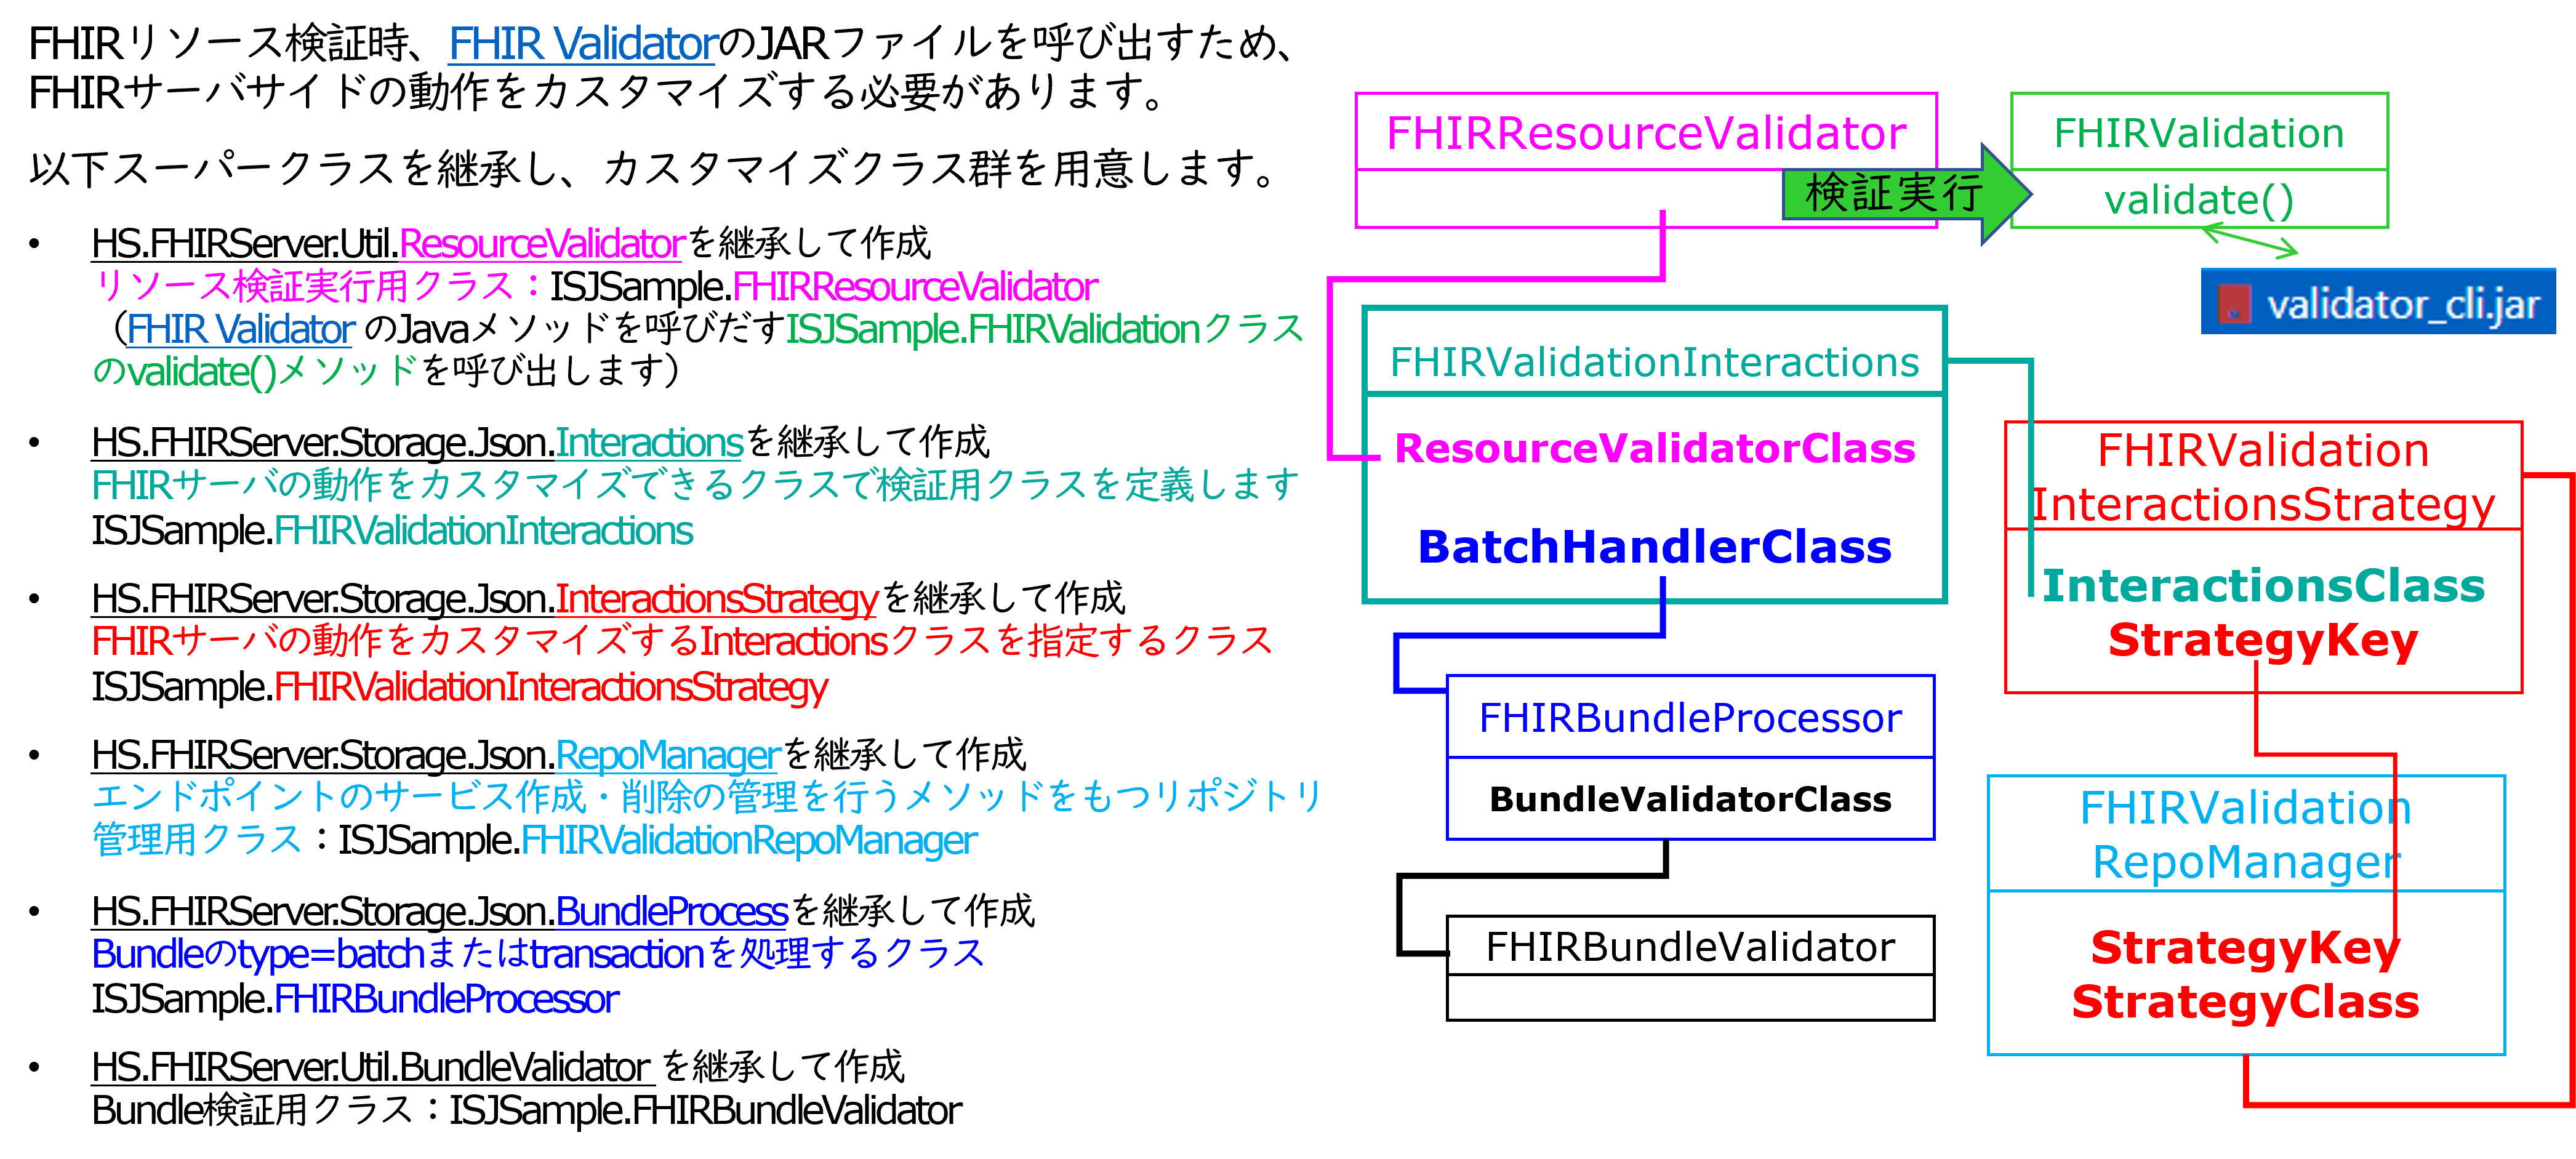 FHIRリソース検証時、FHIR ValidatorのJARファイルを呼び出すため、
FHIRサーバサイドの動作をカスタマイズする必要があります。
以下スーパークラスを継承し、カスタマイズクラス群を用意します。
• HS.FHIRServer.Util.ResourceValidatorを継承して作成
リソース検証実行用クラス：ISJSample.FHIRResourceValidator
（FHIR Validator のJavaメソッドを呼びだすISJSample.FHIRValidationクラス
のvalidate()メソッドを呼び出します）
• HS.FHIRServer.Storage.Json.Interactionsを継承して作成
FHIRサーバの動作をカスタマイズできるクラスで検証用クラスを定義します
ISJSample.FHIRValidationInteractions
• HS.FHIRServer.Storage.Json.InteractionsStrategyを継承して作成
FHIRサーバの動作をカスタマイズするInteractionsクラスを指定するクラス
ISJSample.FHIRValidationInteractionsStrategy
• HS.FHIRServer.Storage.Json.RepoManagerを継承して作成
エンドポイントのサービス作成・削除の管理を行うメソッドをもつリポジトリ
管理用クラス：ISJSample.FHIRValidationRepoManager
• HS.FHIRServer.Storage.Json.BundleProcessを継承して作成
Bundleのtype=batchまたはtransactionを処理するクラス
ISJSample.FHIRBundleProcessor
• HS.FHIRServer.Util.BundleValidator を継承して作成
Bundle検証用クラス：ISJSample.FHIRBundleValidator
FHIRResourceValidator
検証実行
FHIRValidation
validate()
validator_cli.jar
FHIRValidationInteractions
ResourceValidatorClass
BatchHandlerClass
FHIRValidation
InteractionsStrategy
InteractionsClass
StrategyKey
FHIRBundleProcessor
BundleValidatorClass
FHIRValidation
RepoManager
StrategyKey
StrategyClass
FHIRBundleValidator